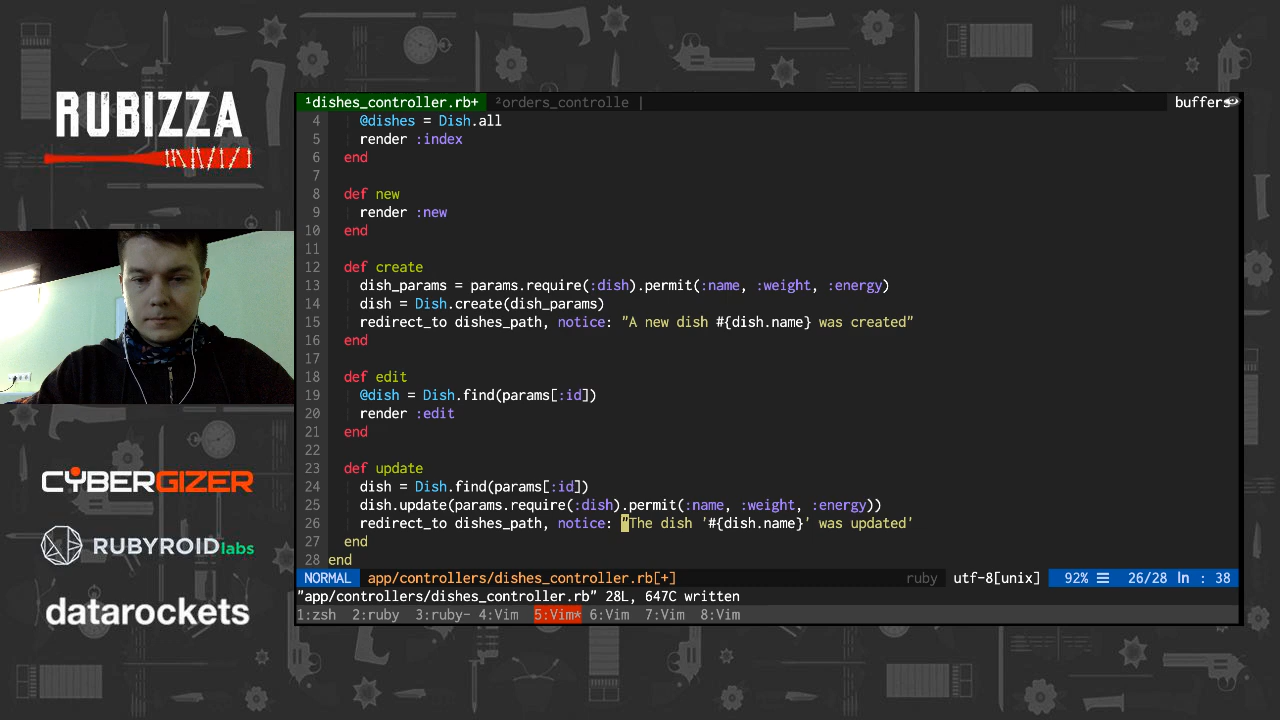 RUBIZZA
CYBERGIZER
RUBYROID labs
datarockets
¹dishes_controller.rb+ ²orders_controlle | buffers
4 @dishes = Dish.all
5 render :index
6 end
7
8 def new
9 render :new
10 end
11
12 def create
13 dish_params = params.require(:dish).permit(:name, :weight, :energy)
14 dish = Dish.create(dish_params)
15 redirect_to dishes_path, notice: "A new dish #{dish.name} was created"
16 end
17
18 def edit
19 @dish = Dish.find(params[:id])
20 render :edit
21 end
22
23 def update
24 dish = Dish.find(params[:id])
25 dish.update(params.require(:dish).permit(:name, :weight, :energy))
26 redirect_to dishes_path, notice: "The dish '#{dish.name}' was updated'
27 end
28 end
NORMAL app/controllers/dishes_controller.rb[+] ruby utf-8[unix] 92% ☰ 26/28 ln : 38
"app/controllers/dishes_controller.rb" 28L, 647C written
1:zsh 2:ruby 3:ruby- 4:Vim 5:Vim* 6:Vim 7:Vim 8:Vim